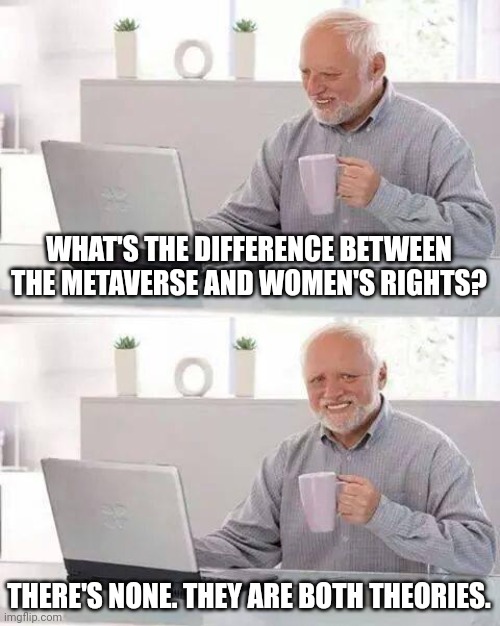 WHAT'S THE DIFFERENCE BETWEEN
THE METAVERSE AND WOMEN'S RIGHTS?
THERE'S NONE. THEY ARE BOTH THEORIES.
imgflip.com